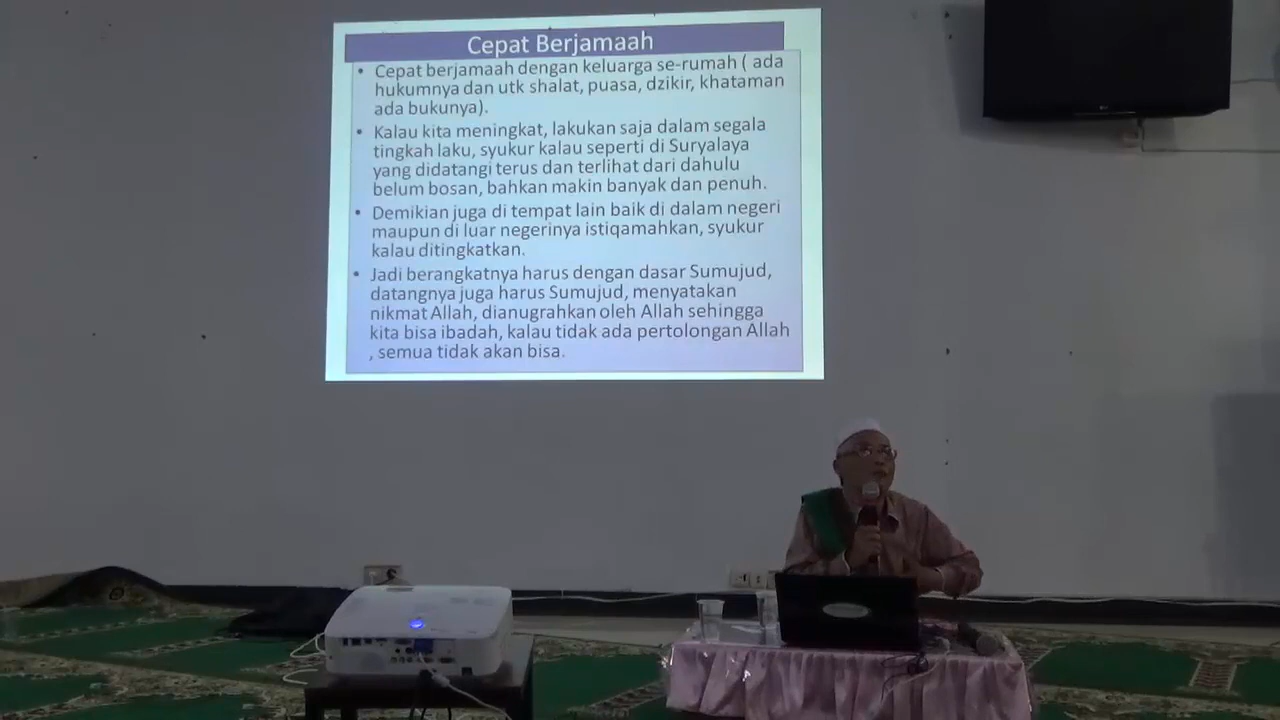 Cepat Berjamaah
• Cepat berjamaah dengan keluarga se-rumah ( ada
hukumnya dan utk shalat, puasa, dzikir, khataman
ada bukunya).
• Kalau kita meningkat, lakukan saja dalam segala
tingkah laku, syukur kalau seperti di Suryalaya
yang didatangi terus dan terlihat dari dahulu
belum bosan, bahkan makin banyak dan penuh.
• Demikian juga di tempat lain baik di dalam negeri
maupun di luar negerinya istiqamahkan, syukur
kalau ditingkatkan.
• Jadi berangkatnya harus dengan dasar Sumujud,
datangnya juga harus Sumujud, menyatakan
nikmat Allah, dianugrahkan oleh Allah sehingga
kita bisa ibadah, kalau tidak ada pertolongan Allah
, semua tidak akan bisa.